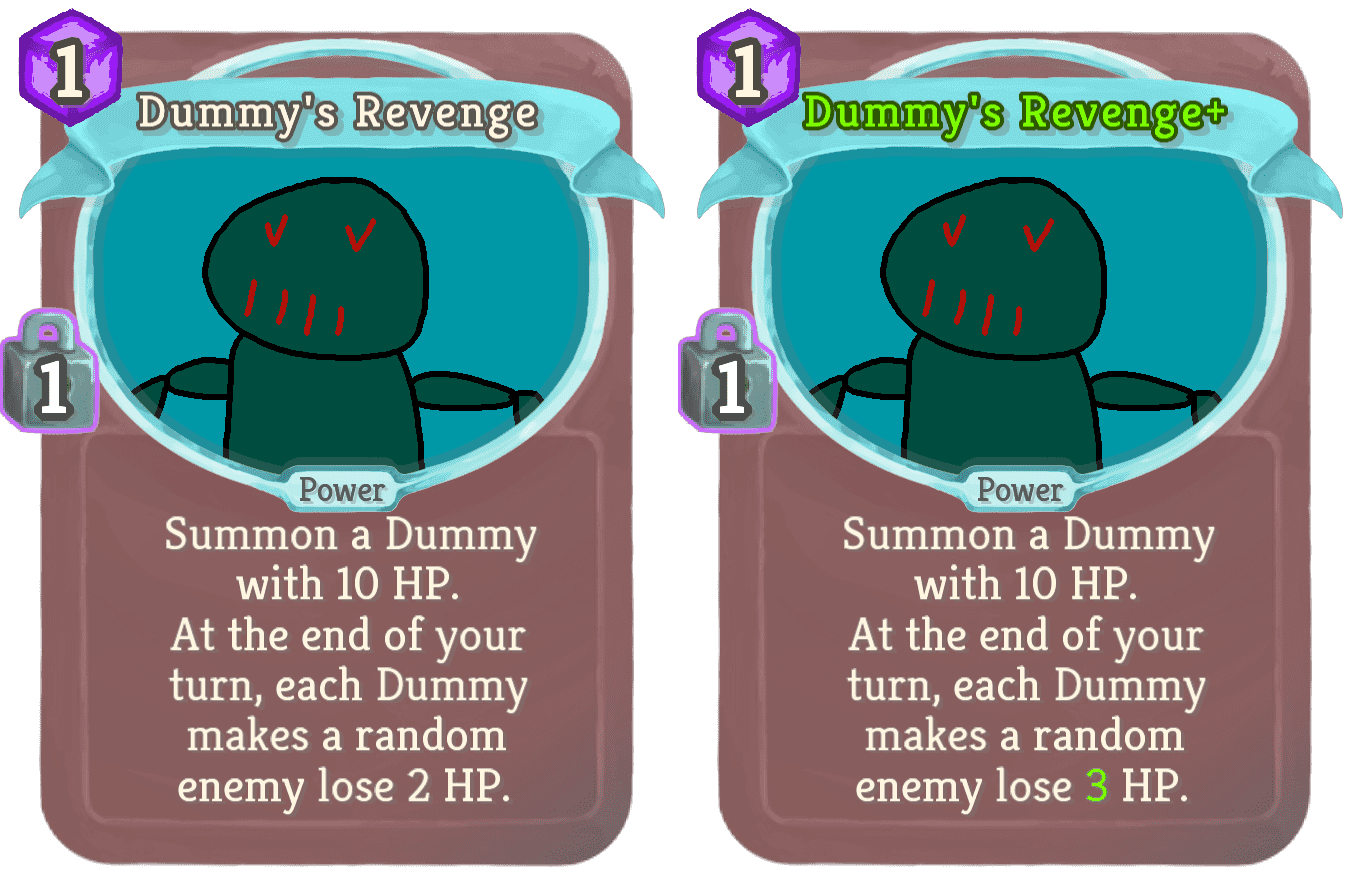 1
Dummy's Revenge
1
Power
Summon a Dummy
with 10 HP.
At the end of your
turn, each Dummy
makes a random
enemy lose 2 HP.
1
Dummy's Revenge+
1
Power
Summon a Dummy
with 10 HP.
At the end of your
turn, each Dummy
makes a random
enemy lose 3 HP.